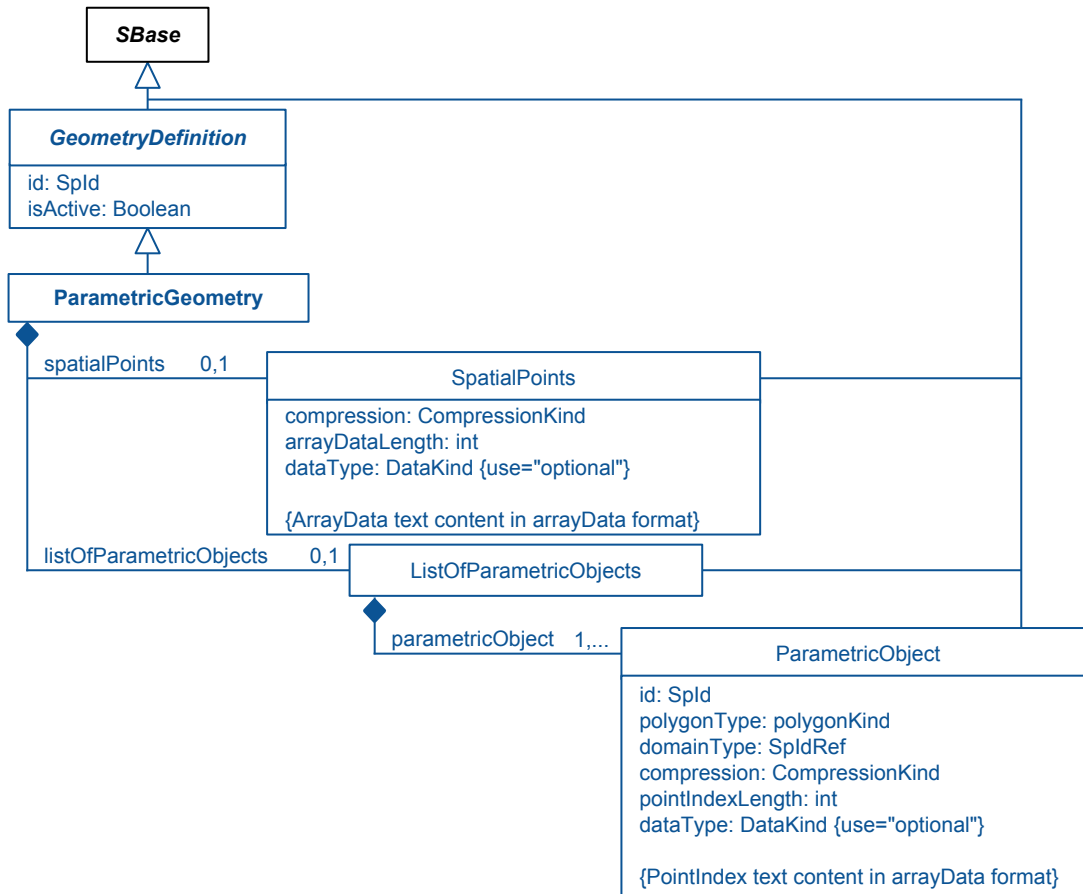 SBase
GeometryDefinition
id: SpId
isActive: Boolean
ParametricGeometry
spatialPoints 0,1
SpatialPoints
compression: CompressionKind
arrayDataLength: int
dataType: DataKind {use="optional"}
{ArrayData text content in arrayData format}
listOfParametricObjects 0,1
ListOfParametricObjects
parametricObject 1,...
ParametricObject
id: SpId
polygonType: polygonKind
domainType: SpIdRef
compression: CompressionKind
pointIndexLength: int
dataType: DataKind {use="optional"}
{PointIndex text content in arrayData format}